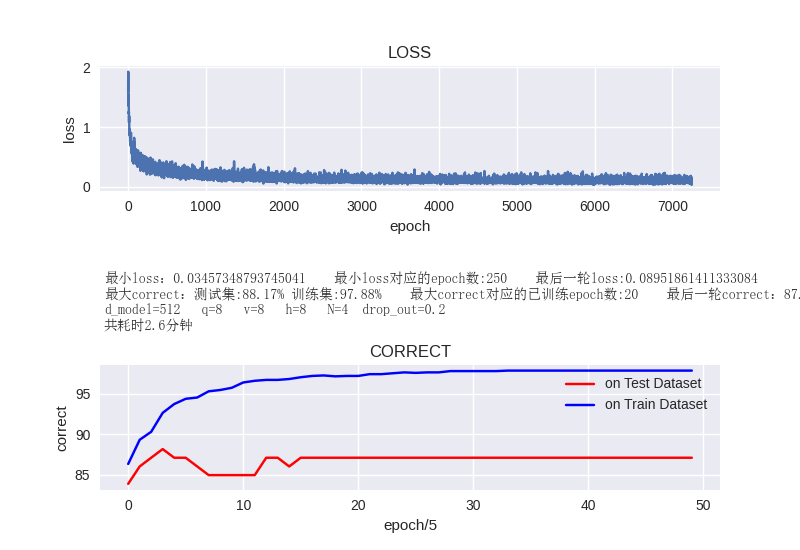 LOSS
2
1
0
loss
0 1000 2000 3000 4000 5000 6000 7000
epoch
最小loss：0.03457348793745041 最小loss对应的epoch数:250 最后一轮loss:0.08951861411333084
最大correct：测试集:88.17% 训练集:97.88% 最大correct对应的已训练epoch数:20 最后一轮correct：87.
d_model=512 q=8 v=8 h=8 N=4 drop_out=0.2
共耗时2.6分钟
CORRECT
95
90
85
correct
on Test Dataset
on Train Dataset
0 10 20 30 40 50
epoch/5